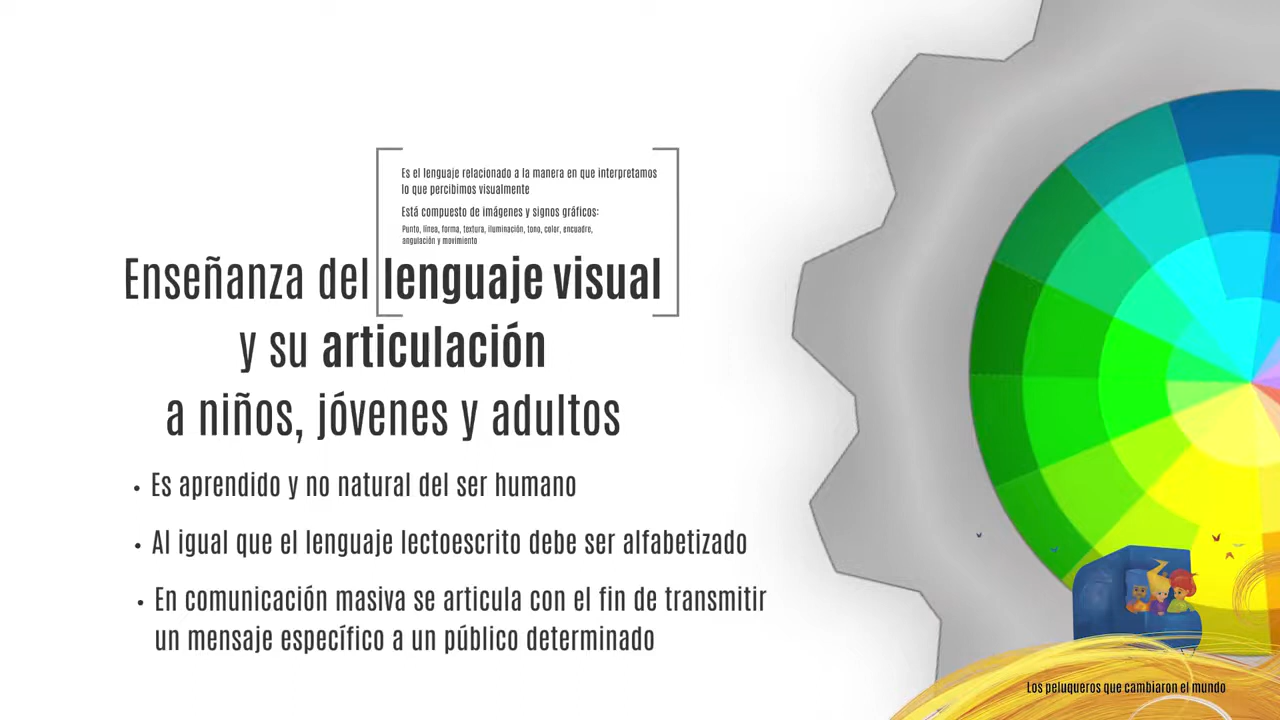 Es el lenguaje relacionado a la manera en que interpretamos
lo que percibimos visualmente
Está compuesto de imágenes y signos gráficos:
Punto, línea, forma, textura, iluminación, tono, color, encuadre,
angulación y movimiento
Enseñanza del lenguaje visual
y su articulación
a niños, jóvenes y adultos
• Es aprendido y no natural del ser humano
• Al igual que el lenguaje lectoescrito debe ser alfabetizado
• En comunicación masiva se articula con el fin de transmitir
un mensaje específico a un público determinado
Los peluqueros que cambiaron el mundo